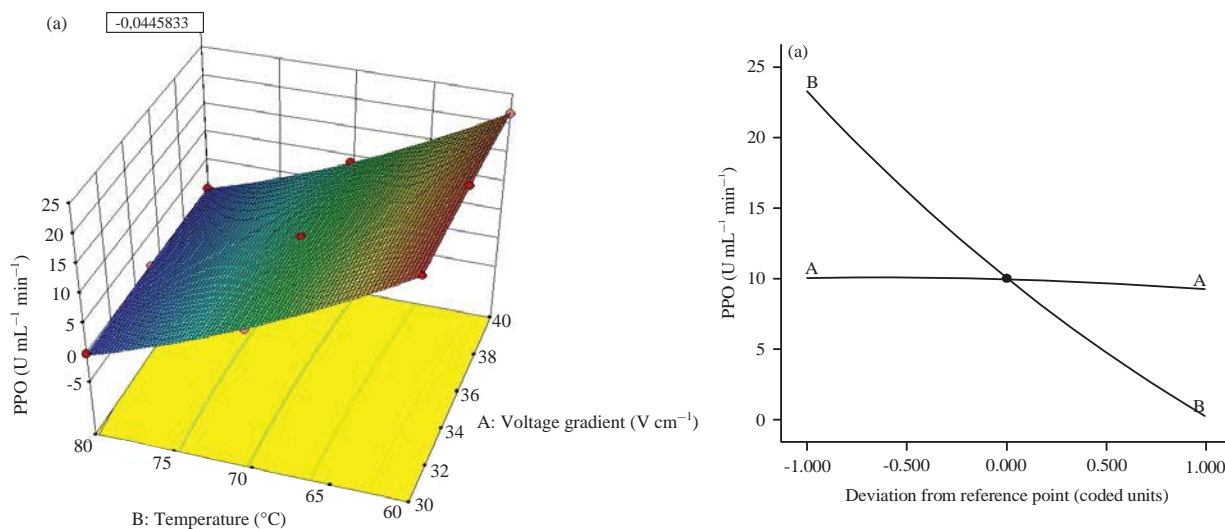 (a)
-0,0445833
25
20
15
10
5
0
-5
PPO (U mL⁻¹ min⁻¹)
80
75
70
65
60
B: Temperature (°C)
40
38
36
34
32
30
A: Voltage gradient (V cm⁻¹)
(a)
25
20
15
10
5
0
PPO (U mL⁻¹ min⁻¹)
B
A
A
B
-1.000
-0.500
0.000
0.500
1.000
Deviation from reference point (coded units)